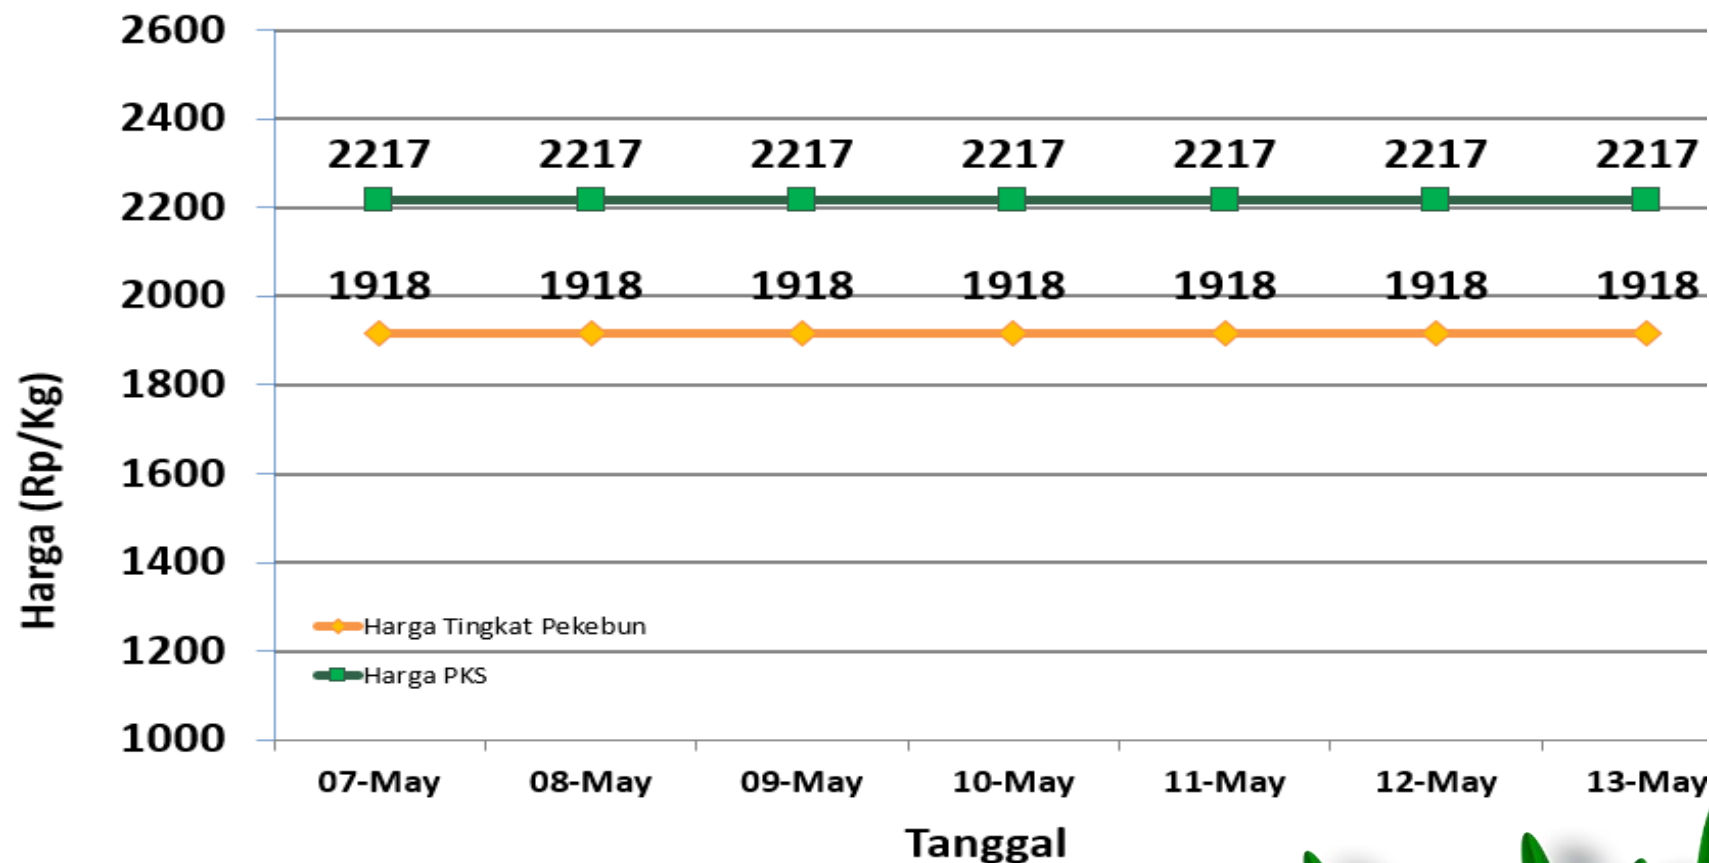 2600
2400
2217 2217 2217 2217 2217 2217 2217
2200
2000
1918 1918 1918 1918 1918 1918 1918
1800
1600
1400
1200
1000
Harga (Rp/Kg)
Harga Tingkat Pekebun
Harga PKS
07-May 08-May 09-May 10-May 11-May 12-May 13-May
Tanggal